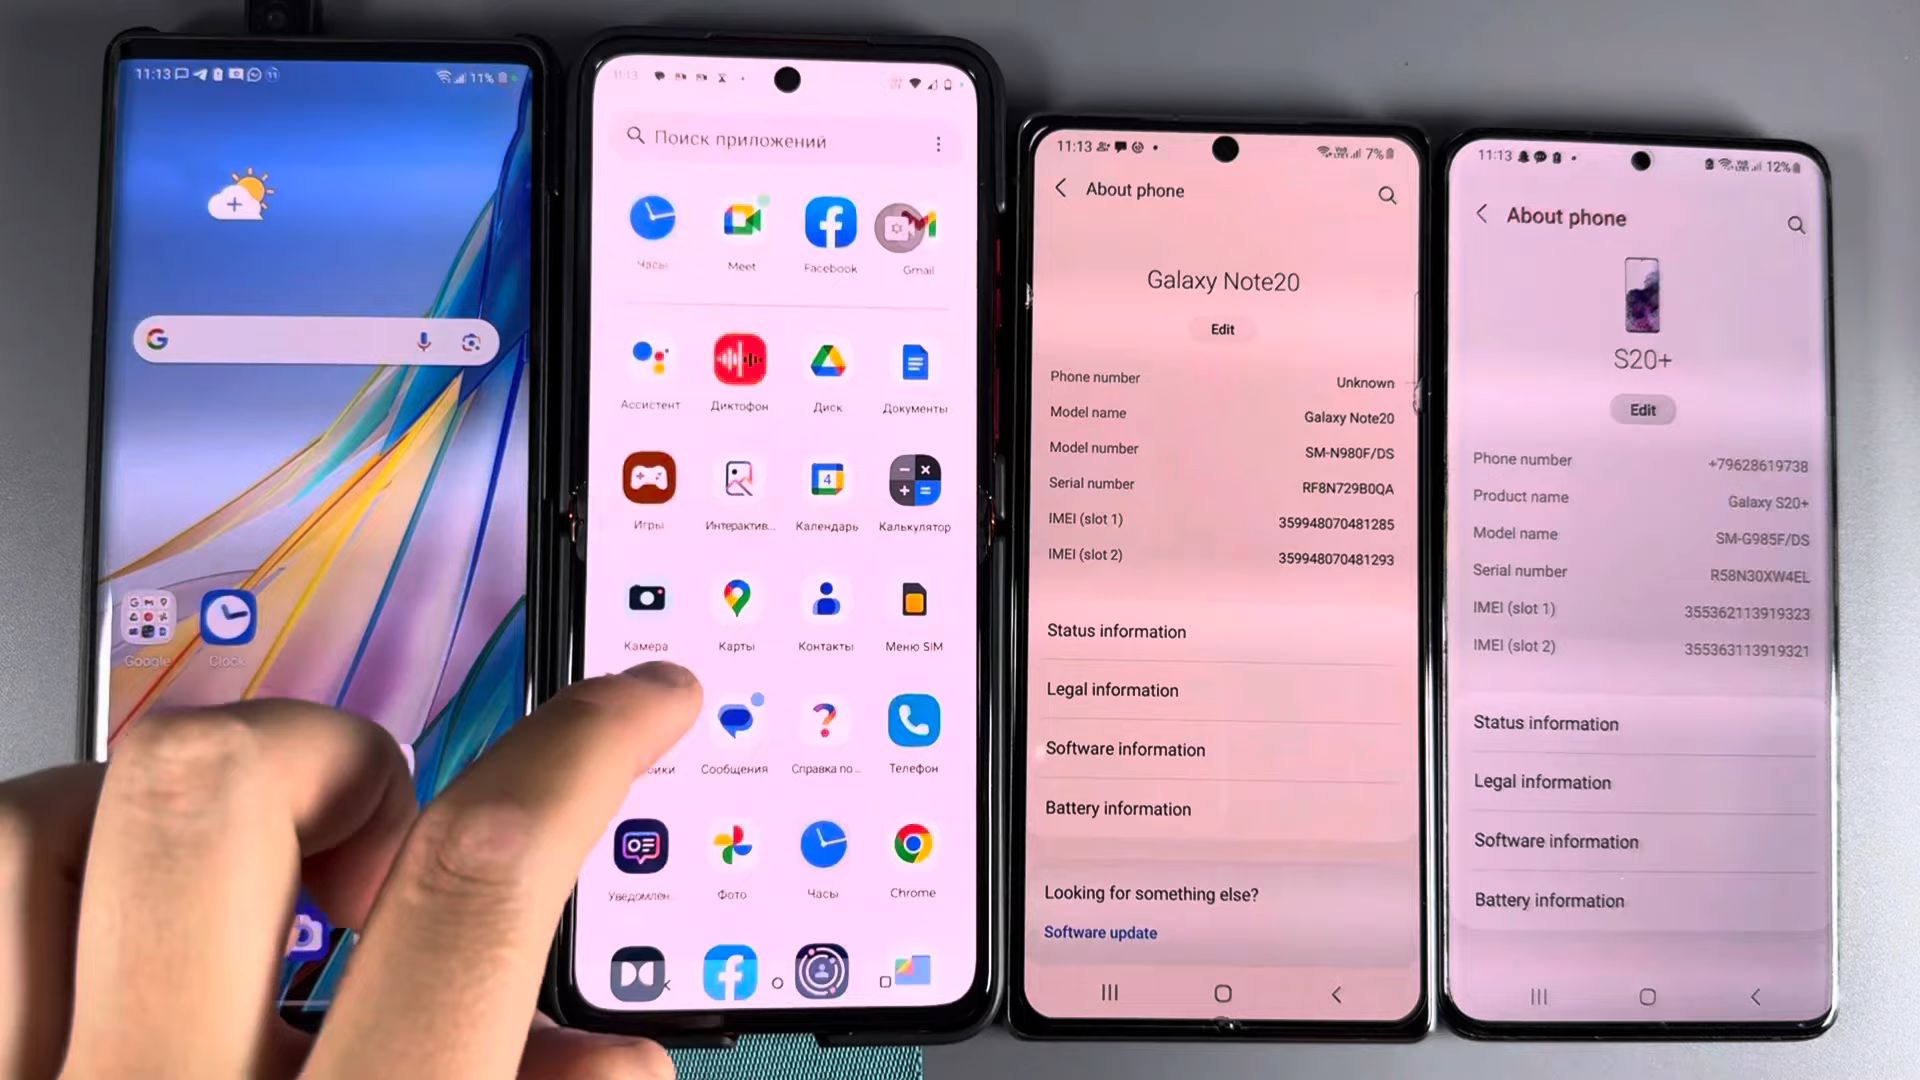 11:13
11%
Google
Clock
11:13
Поиск приложений
Часы
Meet
Facebook
Gmail
Ассистент
Диктофон
Диск
Документы
Игры
Интерактив...
4
Календарь
Калькулятор
Камера
Карты
Контакты
Меню SIM
Сообщения
Справка по...
Телефон
Уведомлен...
Фото
Часы
Chrome
11:13
7%
About phone
Galaxy Note20
Edit
Phone number Unknown
Model name Galaxy Note20
Model number SM-N980F/DS
Serial number RF8N729B0QA
IMEI (slot 1) 359948070481285
IMEI (slot 2) 359948070481293
Status information
Legal information
Software information
Battery information
Looking for something else?
Software update
11:13
12%
About phone
S20+
Edit
Phone number +79628619738
Product name Galaxy S20+
Model name SM-G985F/DS
Serial number R58N30XW4EL
IMEI (slot 1) 355362113919323
IMEI (slot 2) 355363113919321
Status information
Legal information
Software information
Battery information